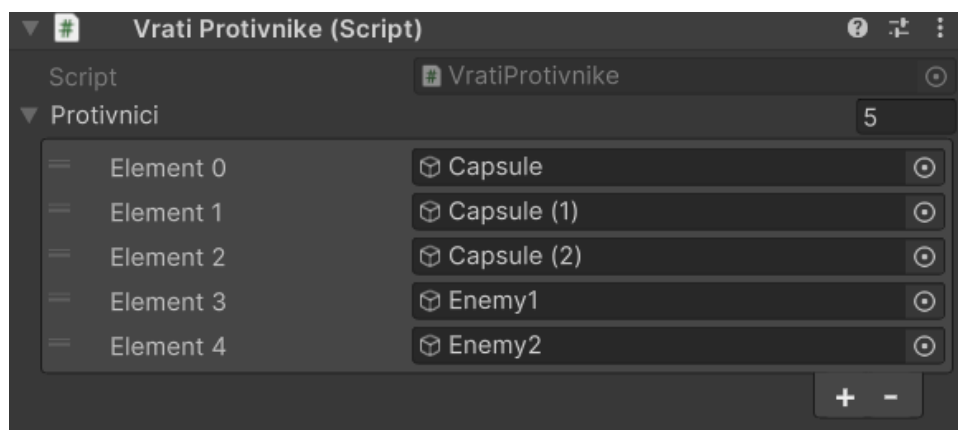 Vrati Protivnike (Script)
Script VratiProtivnike
Protivnici 5
Element 0 Capsule
Element 1 Capsule (1)
Element 2 Capsule (2)
Element 3 Enemy1
Element 4 Enemy2
+ -